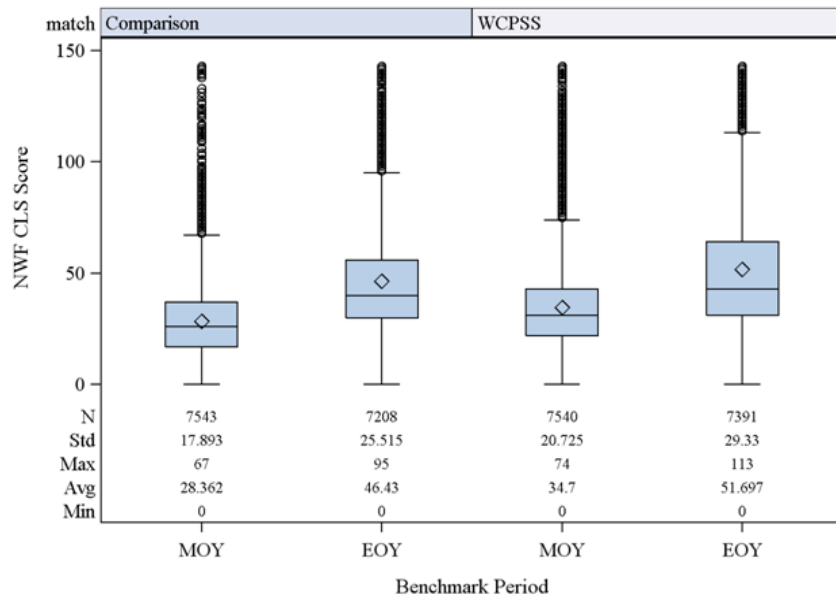 match Comparison WCPSS
150
100
50
0
NWF CLS Score
N 7543 7208 7540 7391
Std 17.893 25.515 20.725 29.33
Max 67 95 74 113
Avg 28.362 46.43 34.7 51.697
Min 0 0 0 0
MOY EOY MOY EOY
Benchmark Period